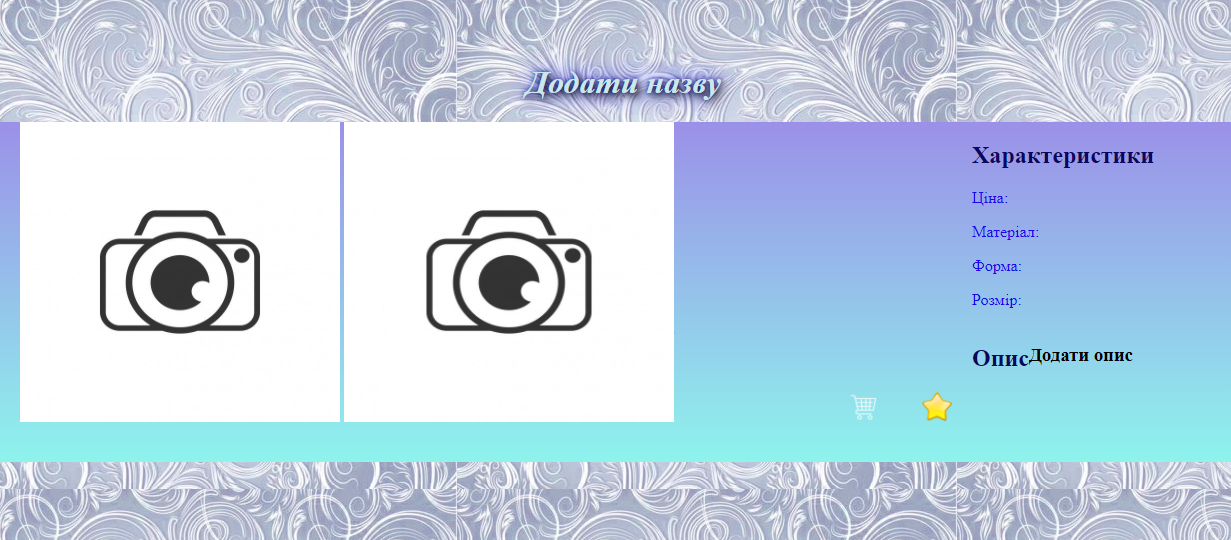 Додати назву
Характеристики
Ціна:
Матеріал:
Форма:
Розмір:
ОписДодати опис